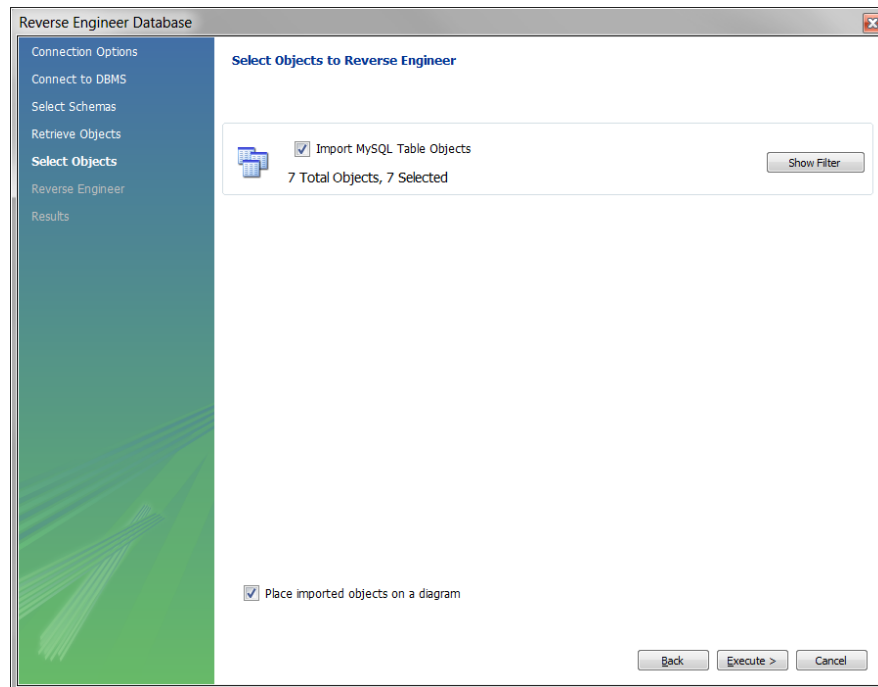 Reverse Engineer Database
Connection Options
Connect to DBMS
Select Schemas
Retrieve Objects
Select Objects
Reverse Engineer
Results
Select Objects to Reverse Engineer
Import MySQL Table Objects
7 Total Objects, 7 Selected
Show Filter
Place imported objects on a diagram
Back
Execute >
Cancel